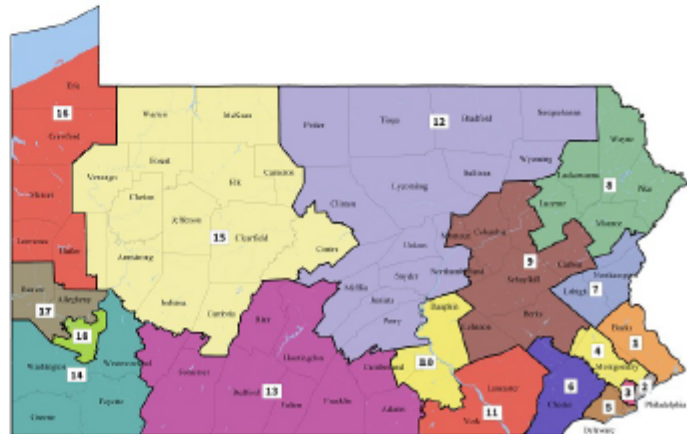 Erie
16
Crawford
Mercer
Lawrence
Butler
Warren
McKean
Forest
Venango
Elk
Cameron
Clarion
Jefferson
Clearfield
15
Centre
Armstrong
Indiana
Cambria
Potter
Tioga
Bradford
Susquehanna
12
Wyoming
Sullivan
Lycoming
Clinton
Union
Snyder
Northumberland
Mifflin
Juniata
Perry
Wayne
Lackawanna
Pike
8
Luzerne
Monroe
Montour
Columbia
9
Carbon
Schuylkill
Berks
Lebanon
Northampton
7
Lehigh
Beaver
Allegheny
17
18
Washington
Westmoreland
14
Greene
Fayette
Blair
Huntingdon
Somerset
Bedford
13
Fulton
Franklin
Adams
Cumberland
Dauphin
10
Lancaster
11
York
6
Chester
Bucks
1
4
Montgomery
2
3
Philadelphia
5
Delaware